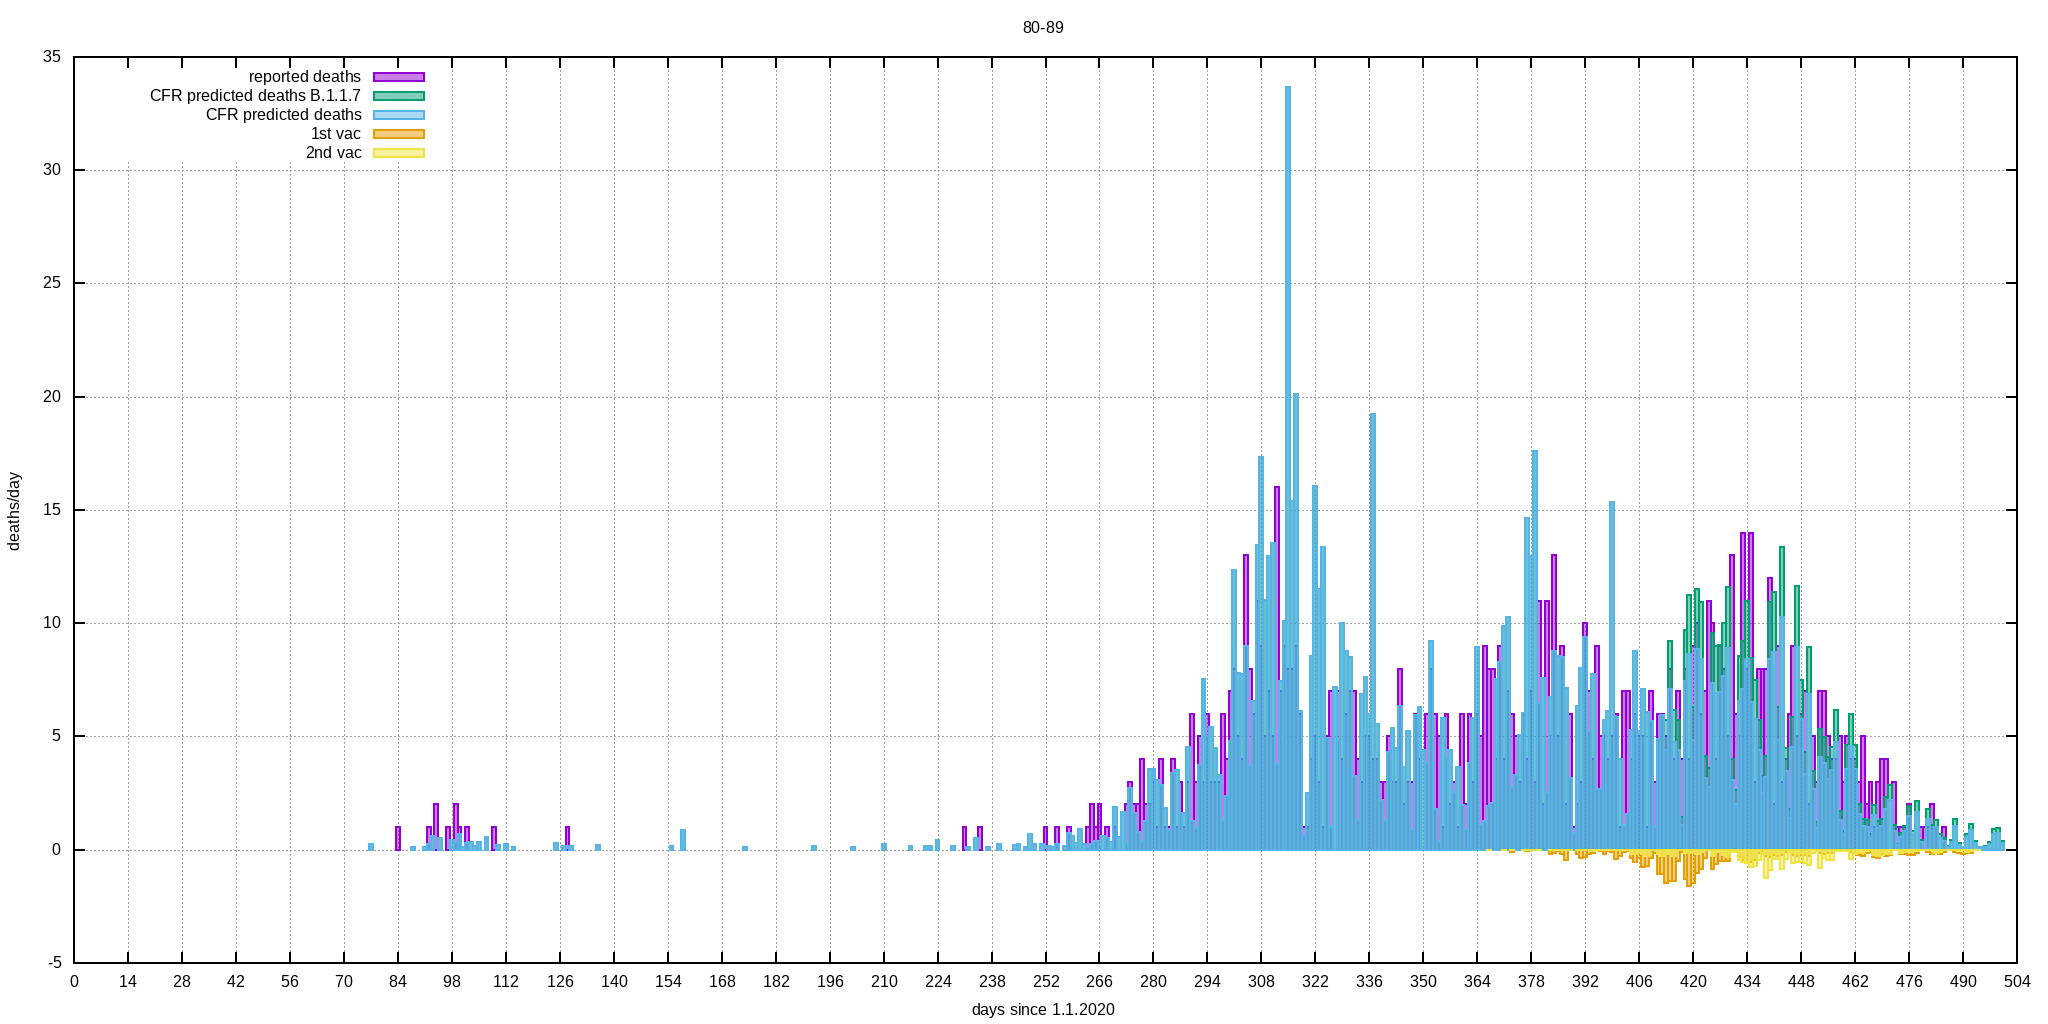 80-89
reported deaths
CFR predicted deaths B.1.1.7
CFR predicted deaths
1st vac
2nd vac
35
30
25
20
15
10
5
0
-5
deaths/day
0 14 28 42 56 70 84 98 112 126 140 154 168 182 196 210 224 238 252 266 280 294 308 322 336 350 364 378 392 406 420 434 448 462 476 490 504
days since 1.1.2020